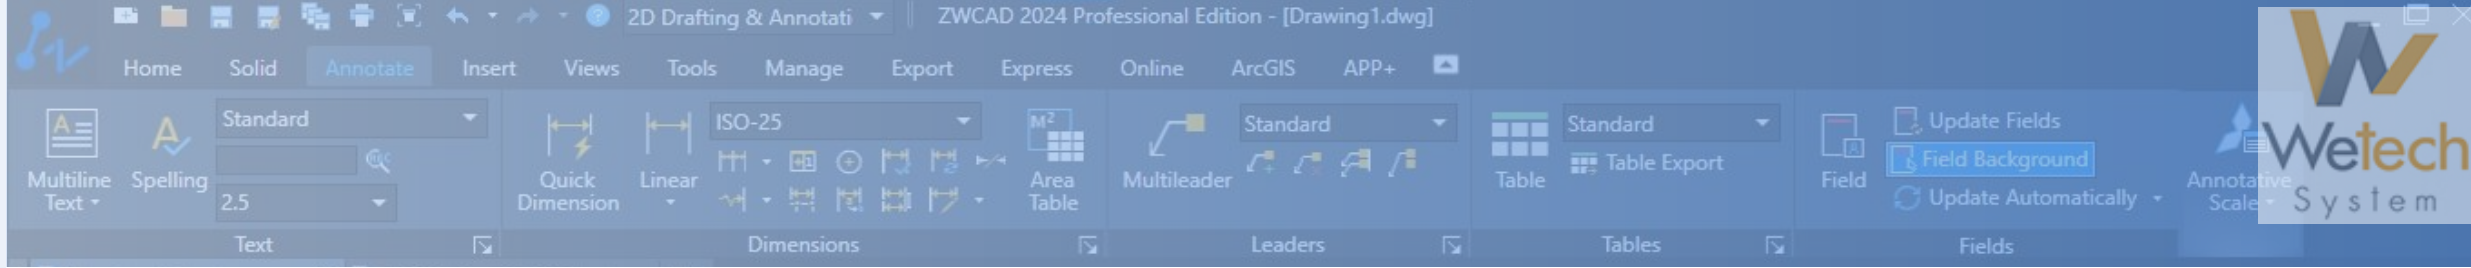 2D Drafting & Annotati
ZWCAD 2024 Professional Edition - [Drawing1.dwg]
Home Solid Annotate Insert Views Tools Manage Export Express Online ArcGIS APP+
Multiline
Text
Spelling
Standard
2.5
Text
Quick
Dimension
Linear
ISO-25
M²
Area
Table
Dimensions
Multileader
Standard
Leaders
Table
Standard
Table Export
Tables
Field
Update Fields
Field Background
Update Automatically
Fields
Annotative
Scale
Wetech
System